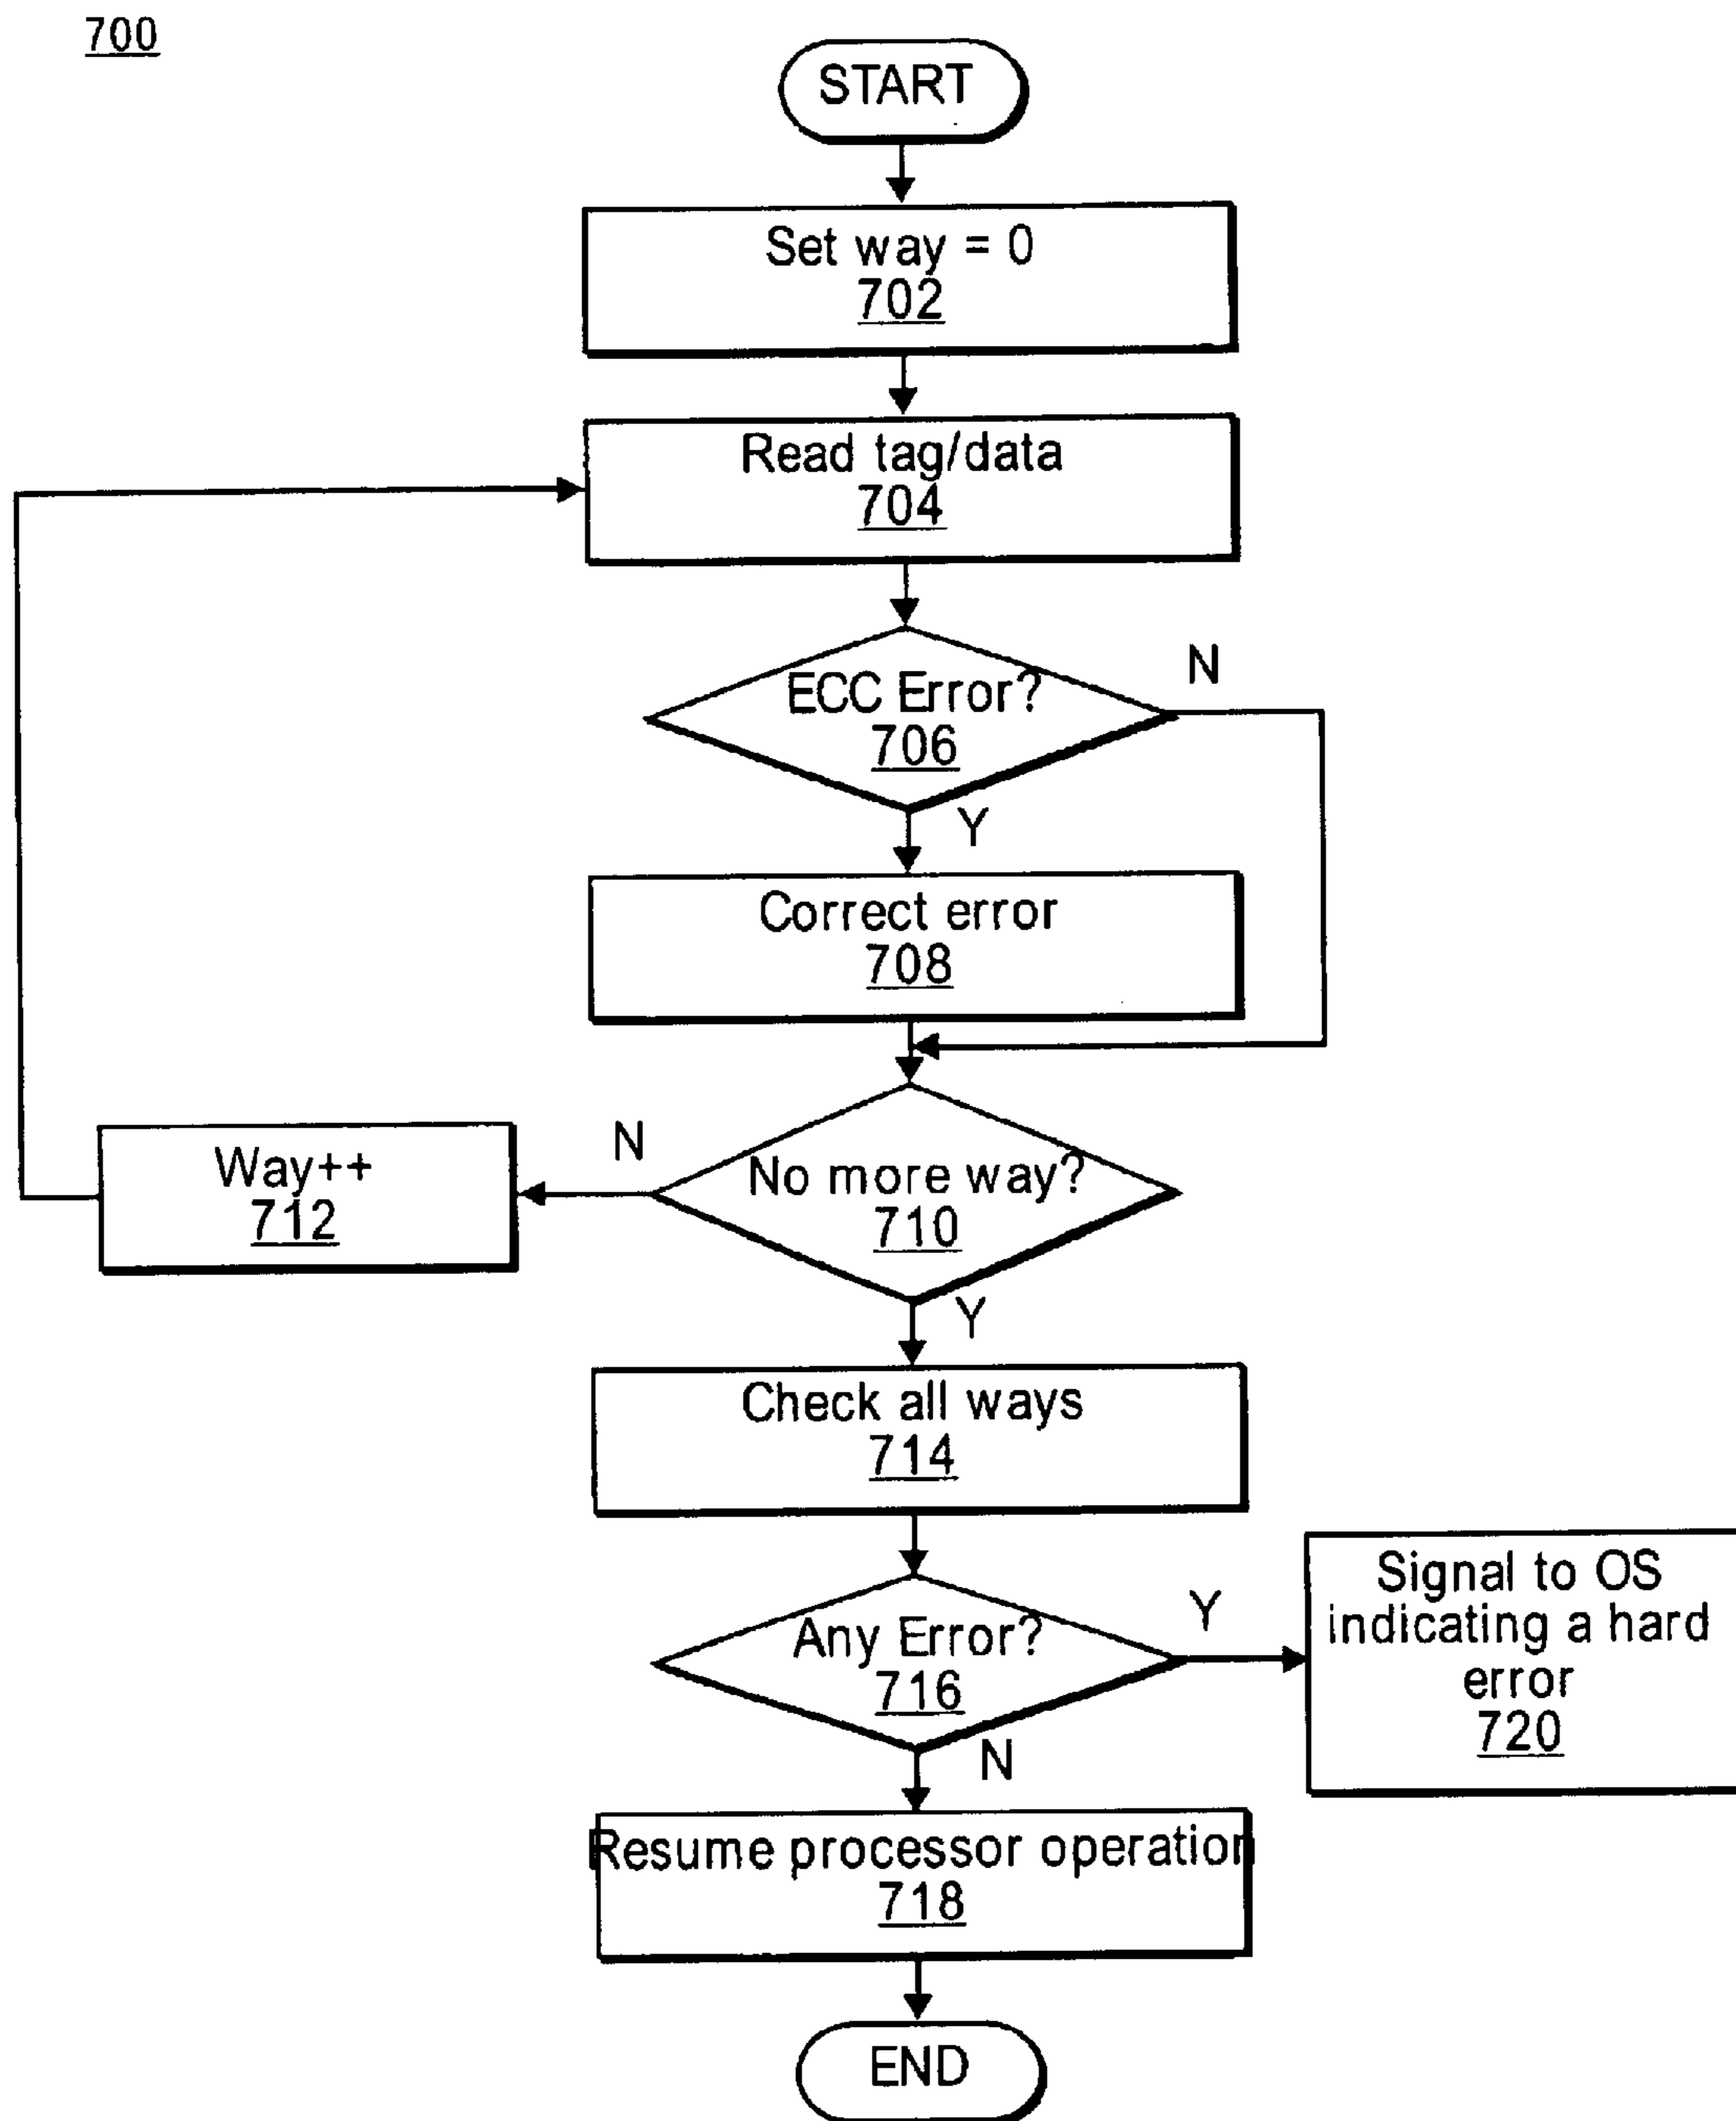 700
START
Set way = 0
702
Read tag/data
704
ECC Error?
706
N
Y
Correct error
708
No more way?
710
N
Way++
712
Y
Check all ways
714
Any Error?
716
Y
Signal to OS
indicating a hard
error
720
N
Resume processor operation
718
END